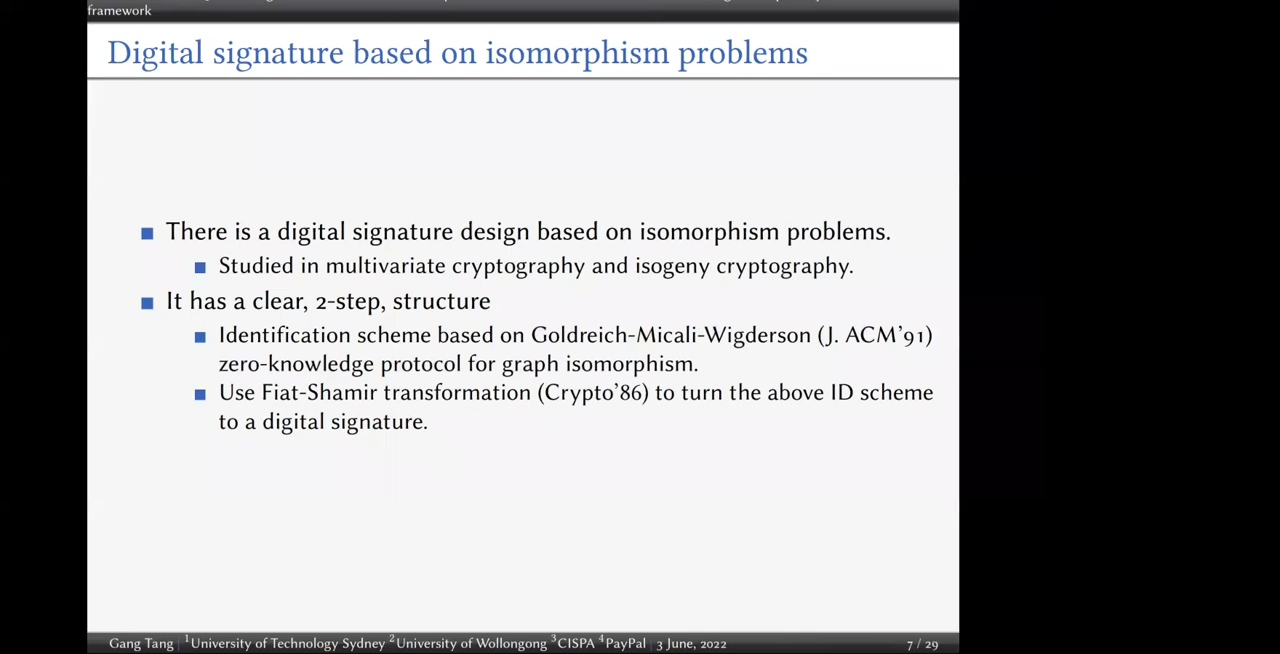 framework
Digital signature based on isomorphism problems
There is a digital signature design based on isomorphism problems.
Studied in multivariate cryptography and isogeny cryptography.
It has a clear, 2-step, structure
Identification scheme based on Goldreich-Micali-Wigderson (J. ACM’91)
zero-knowledge protocol for graph isomorphism.
Use Fiat-Shamir transformation (Crypto’86) to turn the above ID scheme
to a digital signature.
Gang Tang | ¹University of Technology Sydney ²University of Wollongong ³CISPA ⁴PayPal | 3 June, 2022 7 / 29